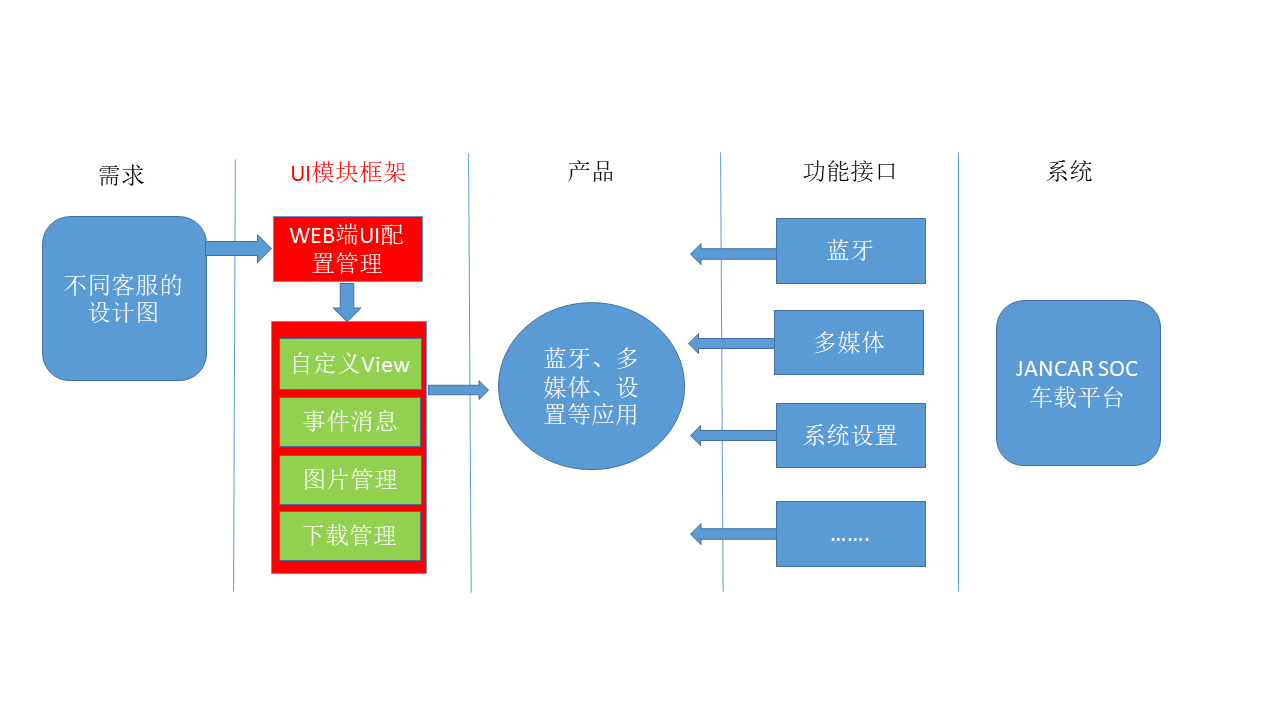 需求
UI模块框架
产品
功能接口
系统
不同客服的
设计图
WEB端UI配
置管理
自定义View
事件消息
图片管理
下载管理
蓝牙、多
媒体、设
置等应用
蓝牙
多媒体
系统设置
…….
JANCAR SOC
车载平台